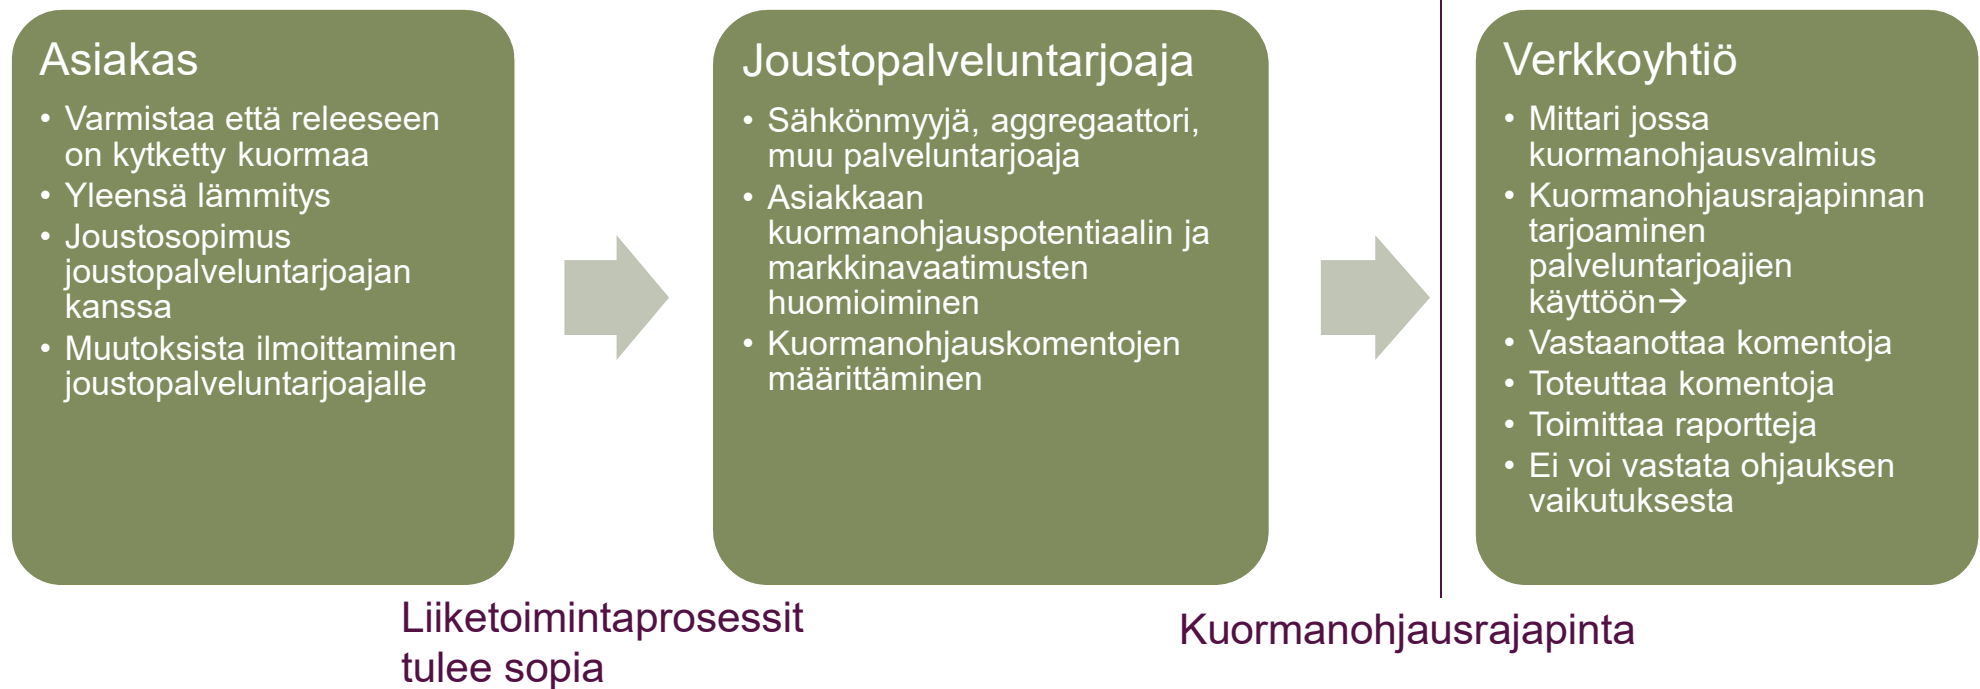 Asiakas
• Varmistaa että releeseen
on kytketty kuormaa
• Yleensä lämmitys
• Joustosopimus
joustopalveluntarjoajan
kanssa
• Muutoksista ilmoittaminen
joustopalveluntarjoajalle
Joustopalveluntarjoaja
• Sähkönmyyjä, aggregaattori,
muu palveluntarjoaja
• Asiakkaan
kuormanohjauspotentiaalin ja
markkinavaatimusten
huomioiminen
• Kuormanohjauskomentojen
määrittäminen
Verkkoyhtiö
• Mittari jossa
kuormanohjausvalmius
• Kuormanohjausrajapinnan
tarjoaminen
palveluntarjoajien
käyttöön→
• Vastaanottaa komentoja
• Toteuttaa komentoja
• Toimittaa raportteja
• Ei voi vastata ohjauksen
vaikutuksesta
Liiketoimintaprosessit
tulee sopia
Kuormanohjausrajapinta